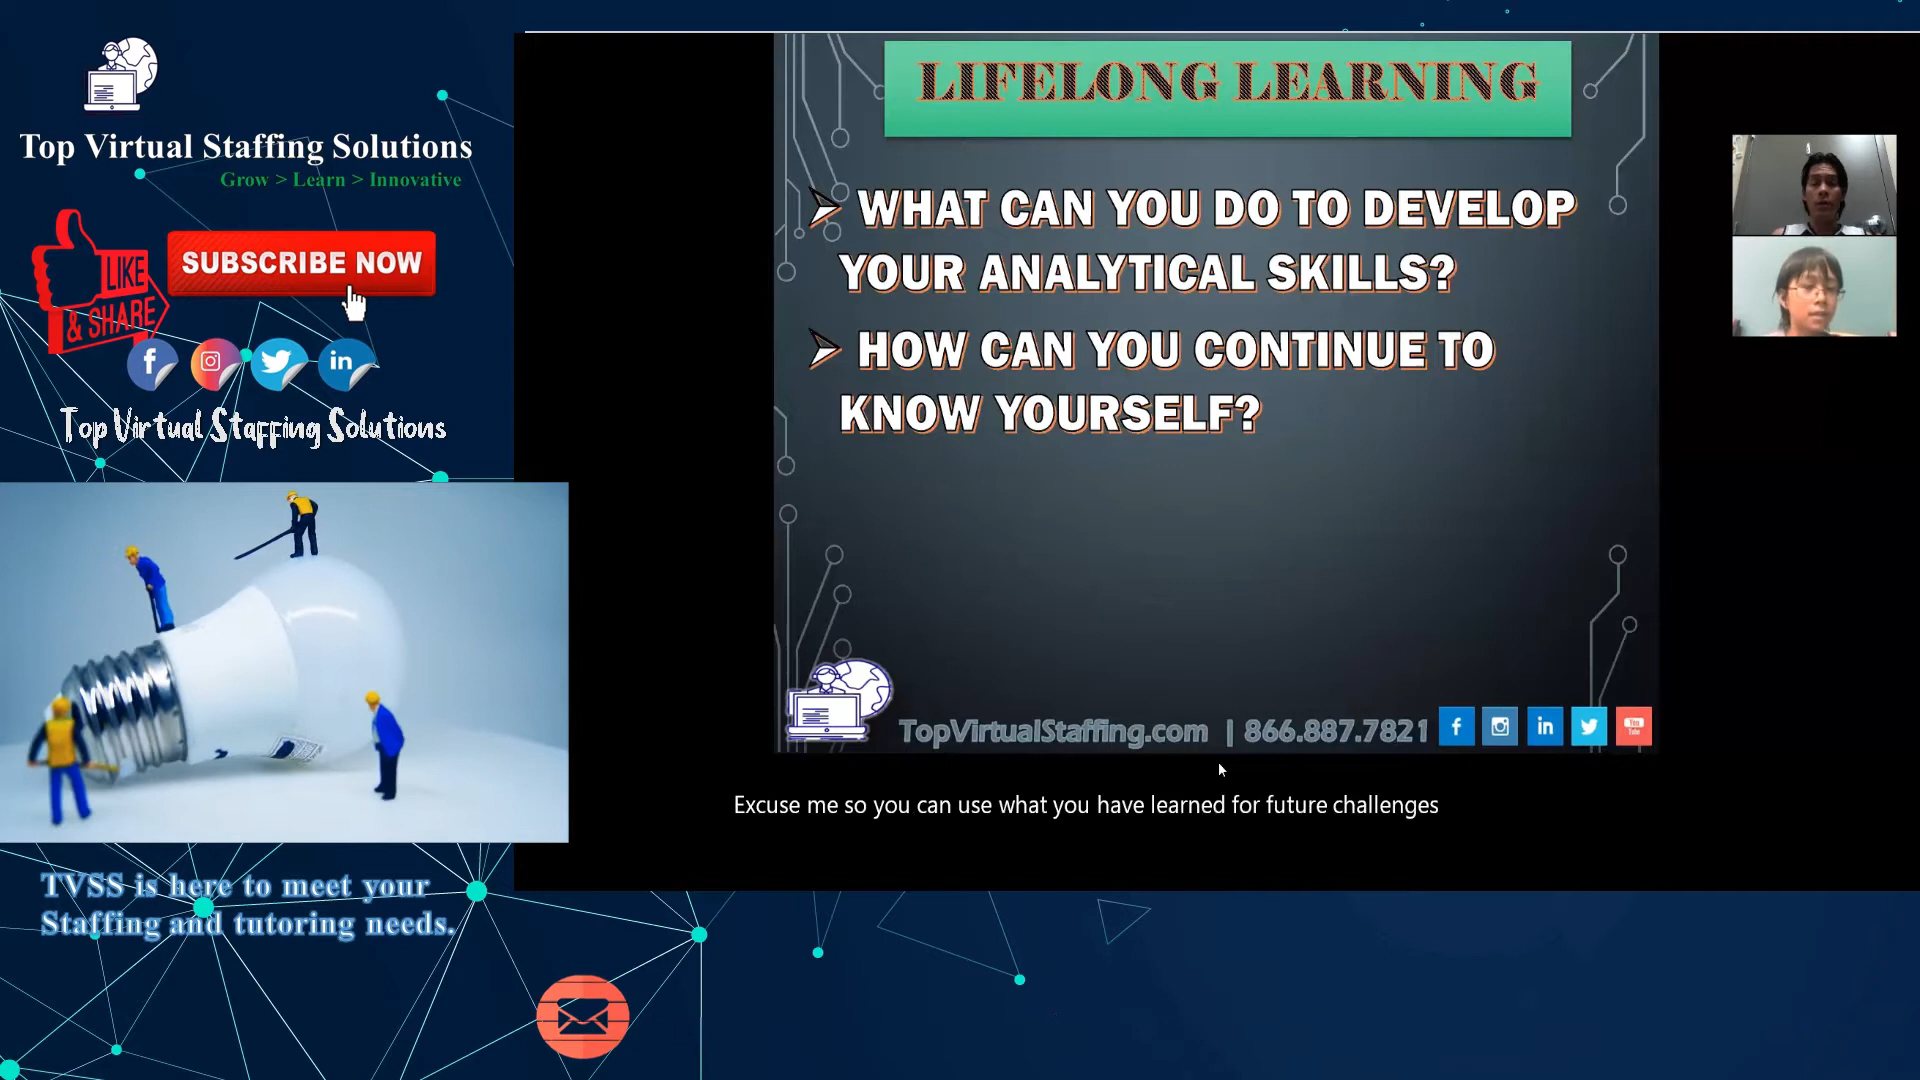 Top Virtual Staffing Solutions
Grow > Learn > Innovative
LIKE
& SHARE
SUBSCRIBE NOW
Top Virtual Staffing Solutions
TVSS is here to meet your
Staffing and tutoring needs.
LIFELONG LEARNING
WHAT CAN YOU DO TO DEVELOP
YOUR ANALYTICAL SKILLS?
HOW CAN YOU CONTINUE TO
KNOW YOURSELF?
TopVirtualStaffing.com | 866.887.7821
You
Tube
Excuse me so you can use what you have learned for future challenges